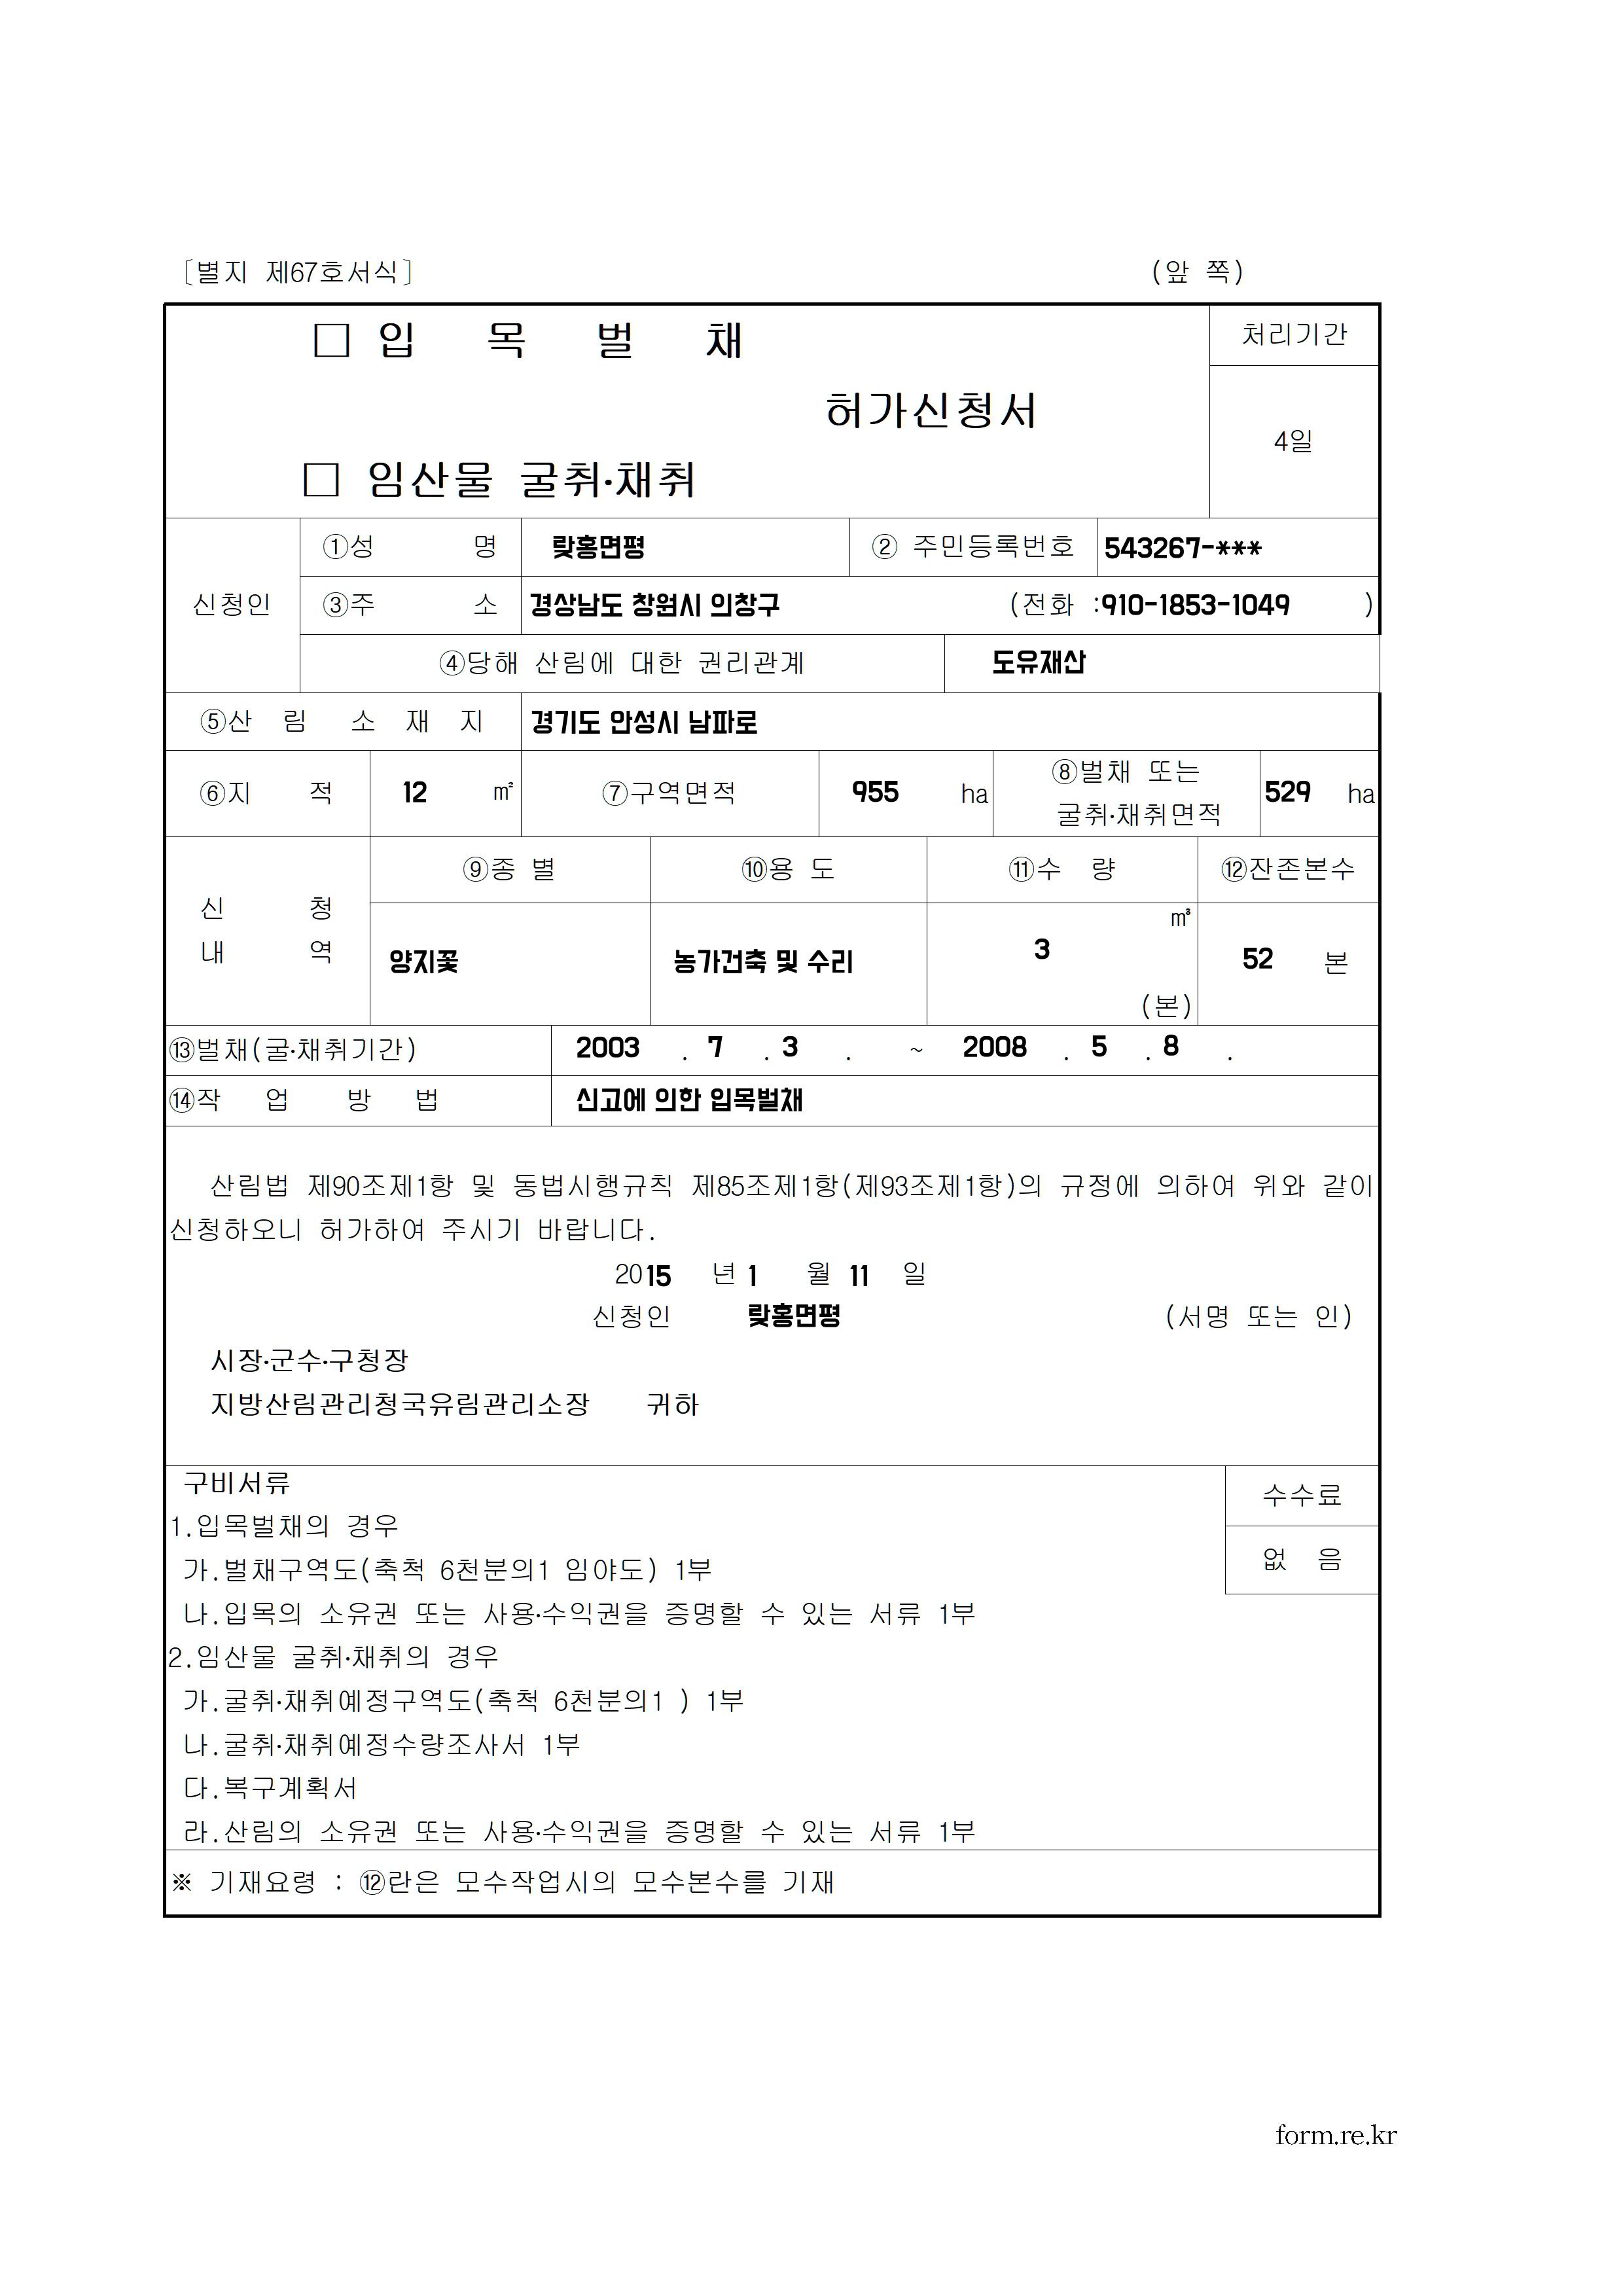 [별지 제67호서식] (앞 쪽)
□ 입 목 벌 채 처리기간
허가신청서
4일
□ 임산물 굴취·채취
신청인 ①성 명 랒홍면평 ② 주민등록번호 543267-***
③주 소 경상남도 창원시 의창구 (전화 :910-1853-1049 )
④당해 산림에 대한 권리관계 도유재산
⑤산 림 소 재 지 경기도 안성시 남파로
⑥지 적 12 ㎡ ⑦구역면적 955 ha ⑧벌채 또는 굴취·채취면적 529 ha
신 청 내 역 ⑨종 별 ⑩용 도 ⑪수 량 ⑫잔존본수
양지꽃 농가건축 및 수리 3 ㎥ (본) 52 본
⑬벌채(굴·채취기간) 2003 . 7 . 3 . ~ 2008 . 5 . 8 .
⑭작 업 방 법 신고에 의한 입목벌채
산림법 제90조제1항 및 동법시행규칙 제85조제1항(제93조제1항)의 규정에 의하여 위와 같이
신청하오니 허가하여 주시기 바랍니다.
2015 년 1 월 11 일
신청인 랒홍면평 (서명 또는 인)
시장·군수·구청장
지방산림관리청국유림관리소장 귀하
구비서류 수수료
1.입목벌채의 경우
가.벌채구역도(축척 6천분의1 임야도) 1부 없 음
나.입목의 소유권 또는 사용·수익권을 증명할 수 있는 서류 1부
2.임산물 굴취·채취의 경우
가.굴취·채취예정구역도(축척 6천분의1 ) 1부
나.굴취·채취예정수량조사서 1부
다.복구계획서
라.산림의 소유권 또는 사용·수익권을 증명할 수 있는 서류 1부
※ 기재요령 : ⑫란은 모수작업시의 모수본수를 기재
form.re.kr